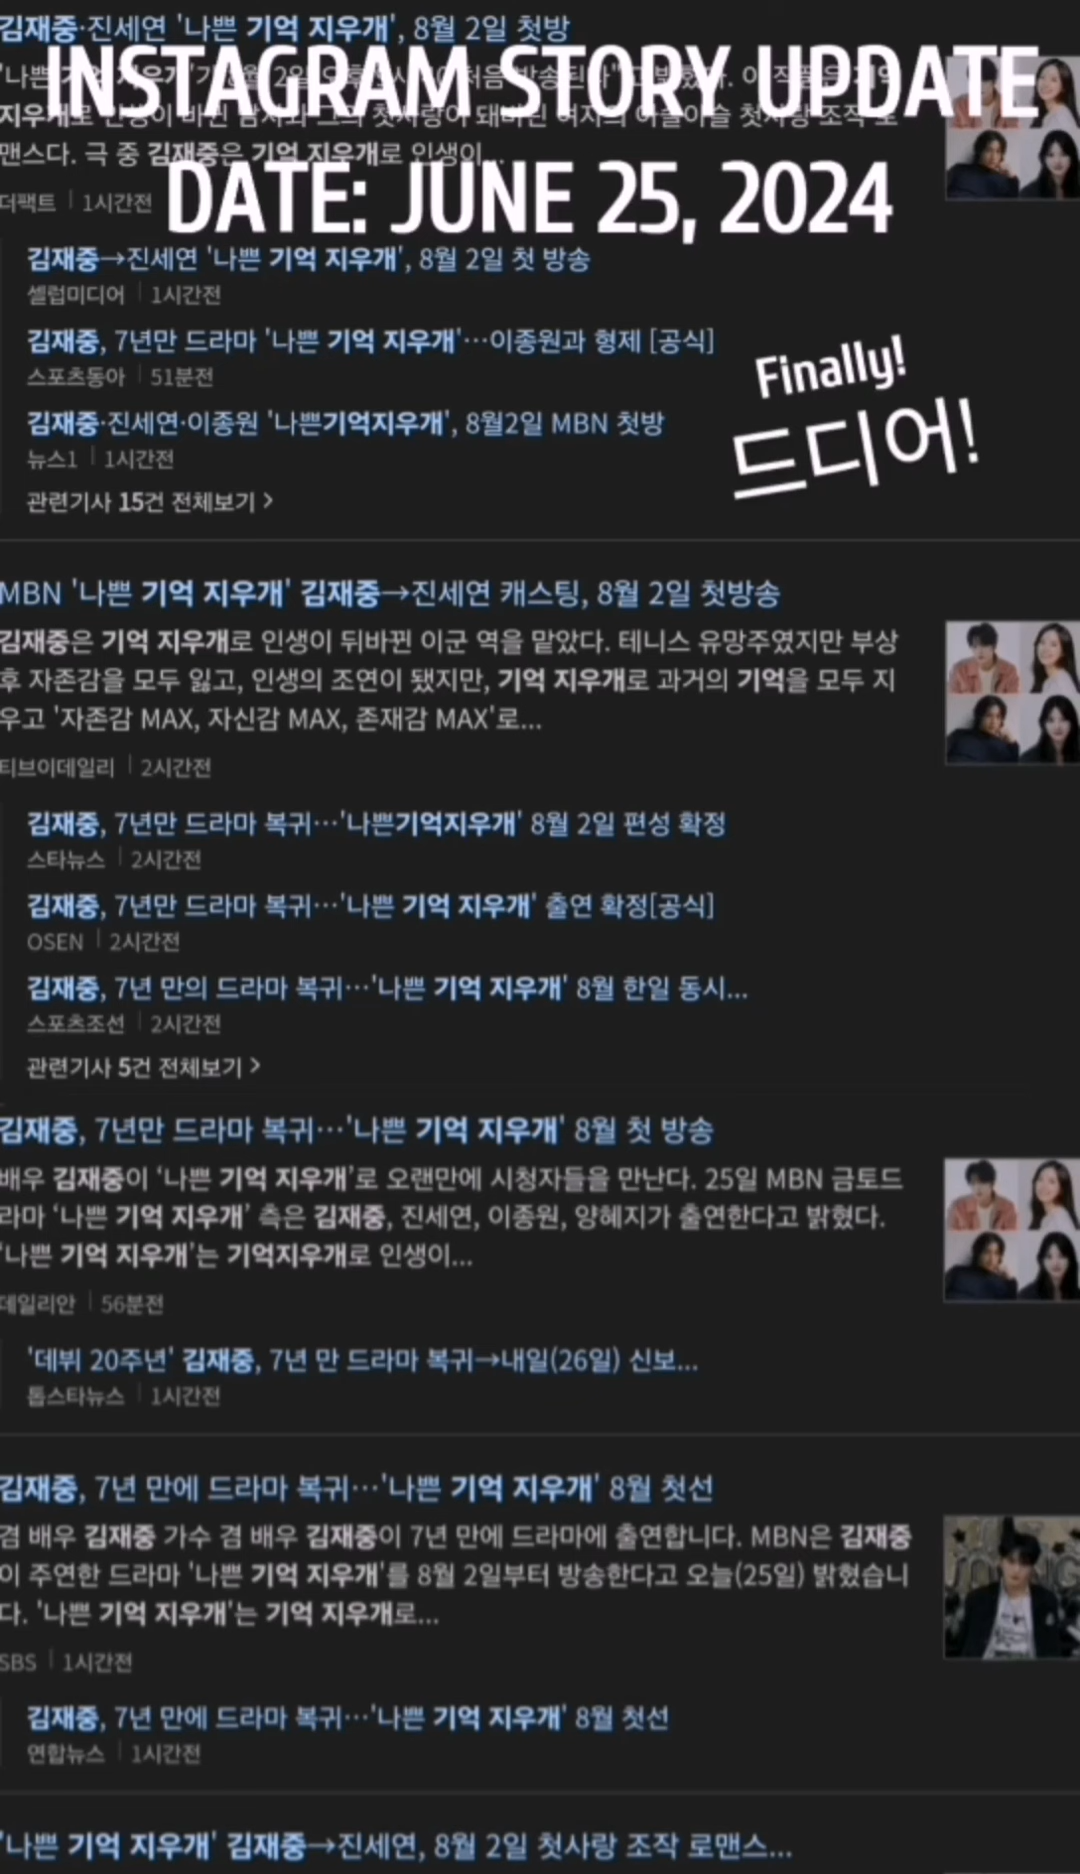 김재중·진세연 '나쁜 기억 지우개', 8월 2일 첫방
INSTAGRAM STORY UPDATE
지우개로 인생이 바뀐 남자와 그의 첫사랑이 돼버린 여자의 아슬아슬 첫사랑 조작 로
맨스다. 극 중 김재중은 기억 지우개로 인생이...
DATE: JUNE 25, 2024
더팩트 | 1시간전
김재중→진세연 '나쁜 기억 지우개', 8월 2일 첫 방송
셀럽미디어 | 1시간전
김재중, 7년만 드라마 '나쁜 기억 지우개'…이종원과 형제 [공식]
스포츠동아 | 51분전
Finally!
드디어!
김재중·진세연·이종원 '나쁜기억지우개', 8월2일 MBN 첫방
뉴스1 | 1시간전
관련기사 15건 전체보기 >
MBN '나쁜 기억 지우개' 김재중→진세연 캐스팅, 8월 2일 첫방송
김재중은 기억 지우개로 인생이 뒤바뀐 이군 역을 맡았다. 테니스 유망주였지만 부상
후 자존감을 모두 잃고, 인생의 조연이 됐지만, 기억 지우개로 과거의 기억을 모두 지
우고 '자존감 MAX, 자신감 MAX, 존재감 MAX'로...
티브이데일리 | 2시간전
김재중, 7년만 드라마 복귀…'나쁜기억지우개' 8월 2일 편성 확정
스타뉴스 | 2시간전
김재중, 7년만 드라마 복귀…'나쁜 기억 지우개' 출연 확정[공식]
OSEN | 2시간전
김재중, 7년 만의 드라마 복귀…'나쁜 기억 지우개' 8월 한일 동시...
스포츠조선 | 2시간전
관련기사 5건 전체보기 >
김재중, 7년만 드라마 복귀…'나쁜 기억 지우개' 8월 첫 방송
배우 김재중이 ‘나쁜 기억 지우개’로 오랜만에 시청자들을 만난다. 25일 MBN 금토드
라마 ‘나쁜 기억 지우개’ 측은 김재중, 진세연, 이종원, 양혜지가 출연한다고 밝혔다.
‘나쁜 기억 지우개’는 기억지우개로 인생이...
데일리안 | 56분전
'데뷔 20주년' 김재중, 7년 만 드라마 복귀→내일(26일) 신보...
톱스타뉴스 | 1시간전
김재중, 7년 만에 드라마 복귀…'나쁜 기억 지우개' 8월 첫선
겸 배우 김재중 가수 겸 배우 김재중이 7년 만에 드라마에 출연합니다. MBN은 김재중
이 주연한 드라마 '나쁜 기억 지우개'를 8월 2일부터 방송한다고 오늘(25일) 밝혔습니
다. '나쁜 기억 지우개'는 기억 지우개로...
SBS | 1시간전
김재중, 7년 만에 드라마 복귀…'나쁜 기억 지우개' 8월 첫선
연합뉴스 | 1시간전
'나쁜 기억 지우개' 김재중→진세연, 8월 2일 첫사랑 조작 로맨스...